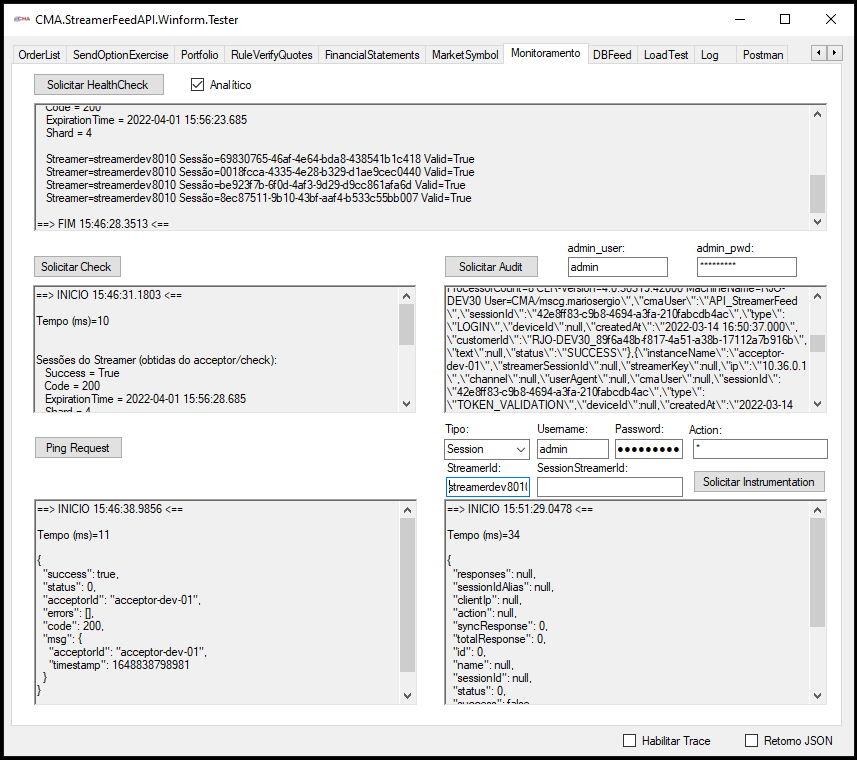 CMA CMA.StreamerFeedAPI.Winform.Tester
OrderList SendOptionExercise Portfolio RuleVerifyQuotes FinancialStatements MarketSymbol Monitoramento DBFeed LoadTest Log Postman
Solicitar HealthCheck Analítico
Code = 200
ExpirationTime = 2022-04-01 15:56:23.685
Shard = 4
Streamer=streamerdev8010 Sessão=69830765-46af-4e64-bda8-438541b1c418 Valid=True
Streamer=streamerdev8010 Sessão=0018fcca-4335-4e28-b329-d1ae9cec0440 Valid=True
Streamer=streamerdev8010 Sessão=be923f7b-6f0d-4af3-9d29-d9cc861afa6d Valid=True
Streamer=streamerdev8010 Sessão=8ec87511-9b10-43bf-aaf4-b533c55bb007 Valid=True
==> FIM 15:46:28.3513 <==
Solicitar Check
==> INICIO 15:46:31.1803 <==
Tempo (ms)=10
Sessões do Streamer (obtidas do acceptor/check):
Success = True
Code = 200
ExpirationTime = 2022-04-01 15:56:28.685
Shard = 4
admin_user: admin_pwd:
Solicitar Audit admin *********
ProcessorCount=8 CLR-Version=4.0.30319.42000 MachineName=RJO-
DEV30 User=CMA/mscg.mariosergio\",\"cmaUser\":\"API_StreamerFeed
\",\"sessionId\":\"42e8ff83-c9b8-4694-a3fa-210fabcdb4ac\",\"type\":
\"LOGIN\",\"deviceId\":null,\"createdAt\":\"2022-03-14 16:50:37.000\",
\"customerId\":\"RJO-DEV30_89f6a48b-f817-4a51-a38b-17112a7b916b\",
\"text\":null,\"status\":\"SUCCESS\"},{\"instanceName\":\"acceptor-
dev-01\",\"streamerSessionId\":null,\"streamerKey\":null,\"ip\":\"10.36.0.1
\",\"channel\":null,\"userAgent\":null,\"cmaUser\":null,\"sessionId\":
\"42e8ff83-c9b8-4694-a3fa-210fabcdb4ac\",\"type\":
\"TOKEN_VALIDATION\",\"deviceId\":null,\"createdAt\":\"2022-03-14
Ping Request
==> INICIO 15:46:38.9856 <==
Tempo (ms)=11
{
"success": true,
"status": 0,
"acceptorId": "acceptor-dev-01",
"errors": [],
"code": 200,
"msg": {
"acceptorId": "acceptor-dev-01",
"timestamp": 1648838798981
}
}
Tipo: Username: Password: Action:
Session admin ●●●●●●●●● *
StreamerId: SessionStreamerId:
streamerdev8010 Solicitar Instrumentation
==> INICIO 15:51:29.0478 <==
Tempo (ms)=34
{
"responses": null,
"sessionIdAlias": null,
"clientIp": null,
"action": null,
"syncResponse": 0,
"totalResponse": 0,
"id": 0,
"name": null,
"sessionId": null,
"status": 0,
"success": false
Habilitar Trace Retorno JSON